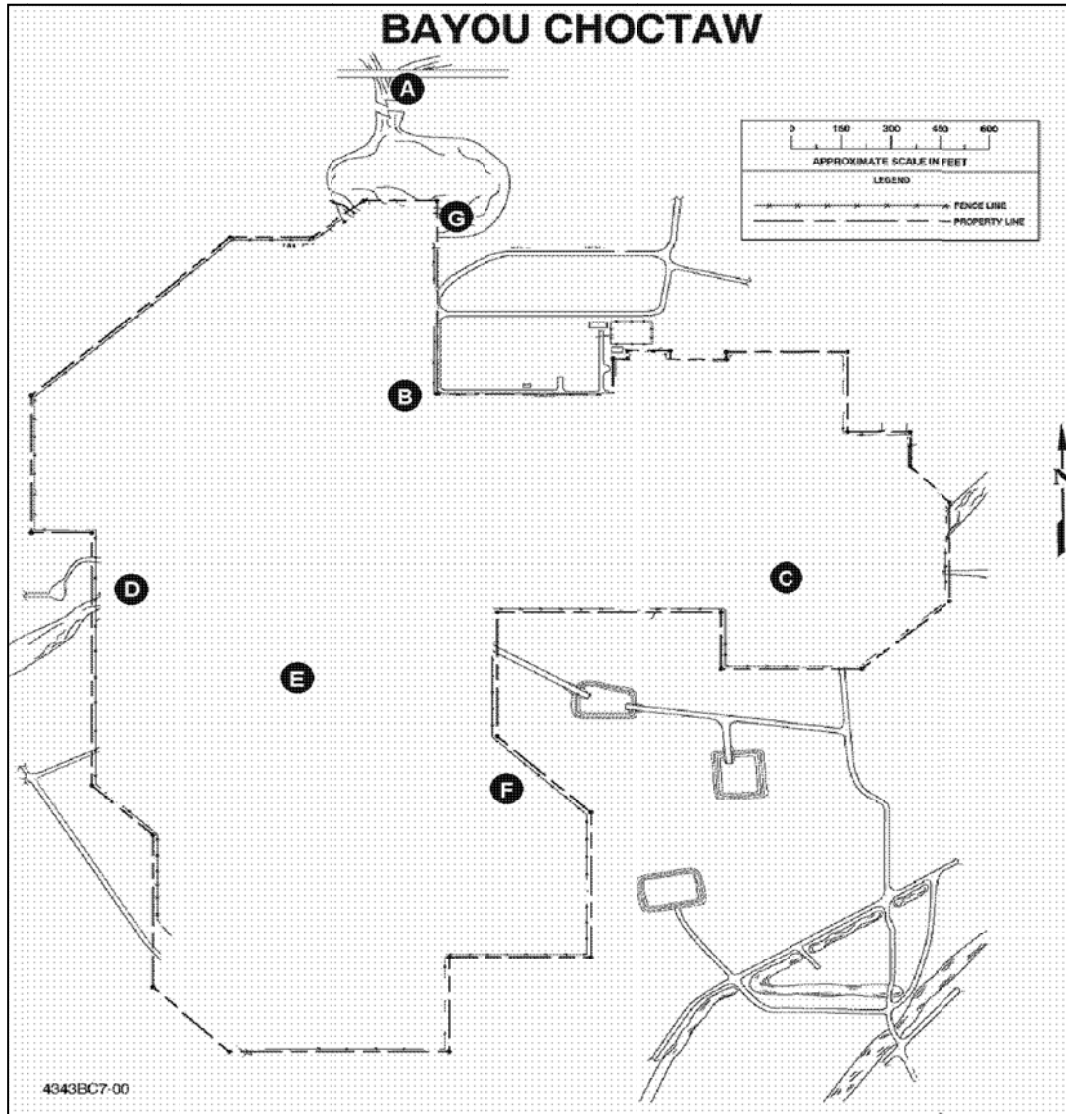 BAYOU CHOCTAW
A
0 150 300 450 600
APPROXIMATE SCALE IN FEET
LEGEND
FENCE LINE
PROPERTY LINE
G
B
N
C
D
E
F
4343BC7-00